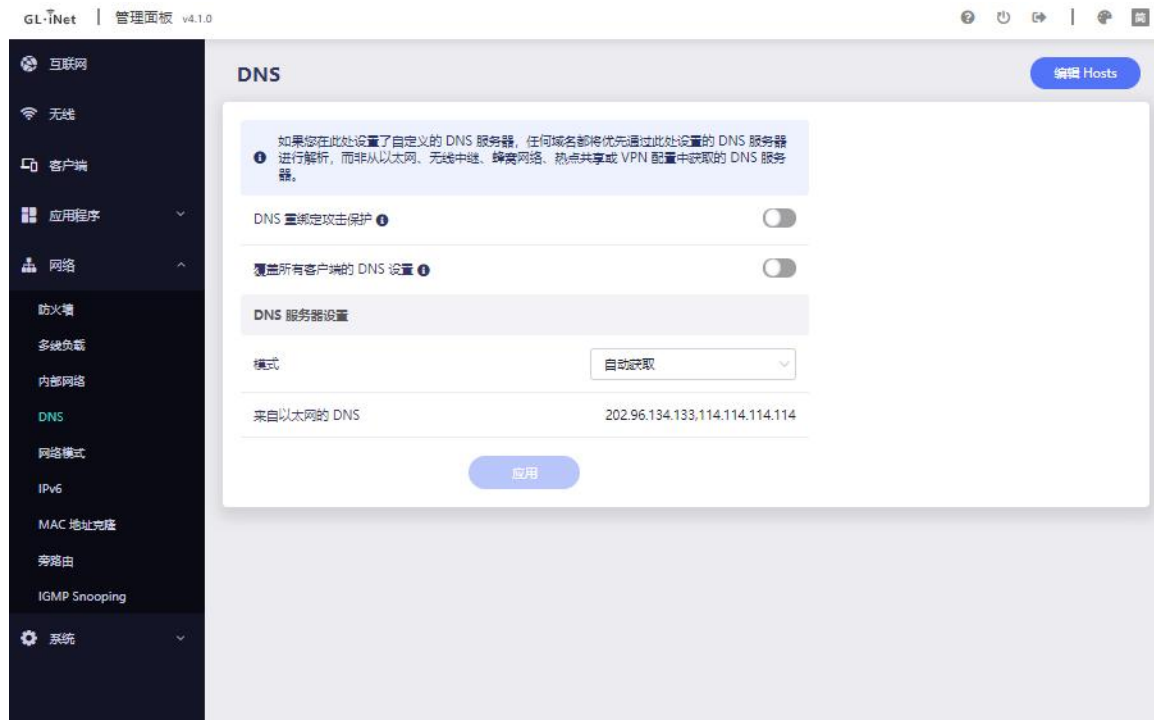 GL·iNet | 管理面板 v4.1.0
简
互联网
无线
客户端
应用程序
网络
防火墙
多线负载
内部网络
DNS
网络模式
IPv6
MAC 地址克隆
旁路由
IGMP Snooping
系统
DNS
编辑 Hosts
如果您在此处设置了自定义的 DNS 服务器，任何域名都将优先通过此处设置的 DNS 服务器
进行解析，而非从以太网、无线中继、蜂窝网络、热点共享或 VPN 配置中获取的 DNS 服务
器。
DNS 重绑定攻击保护
覆盖所有客户端的 DNS 设置
DNS 服务器设置
模式
自动获取
来自以太网的 DNS
202.96.134.133,114.114.114.114
应用